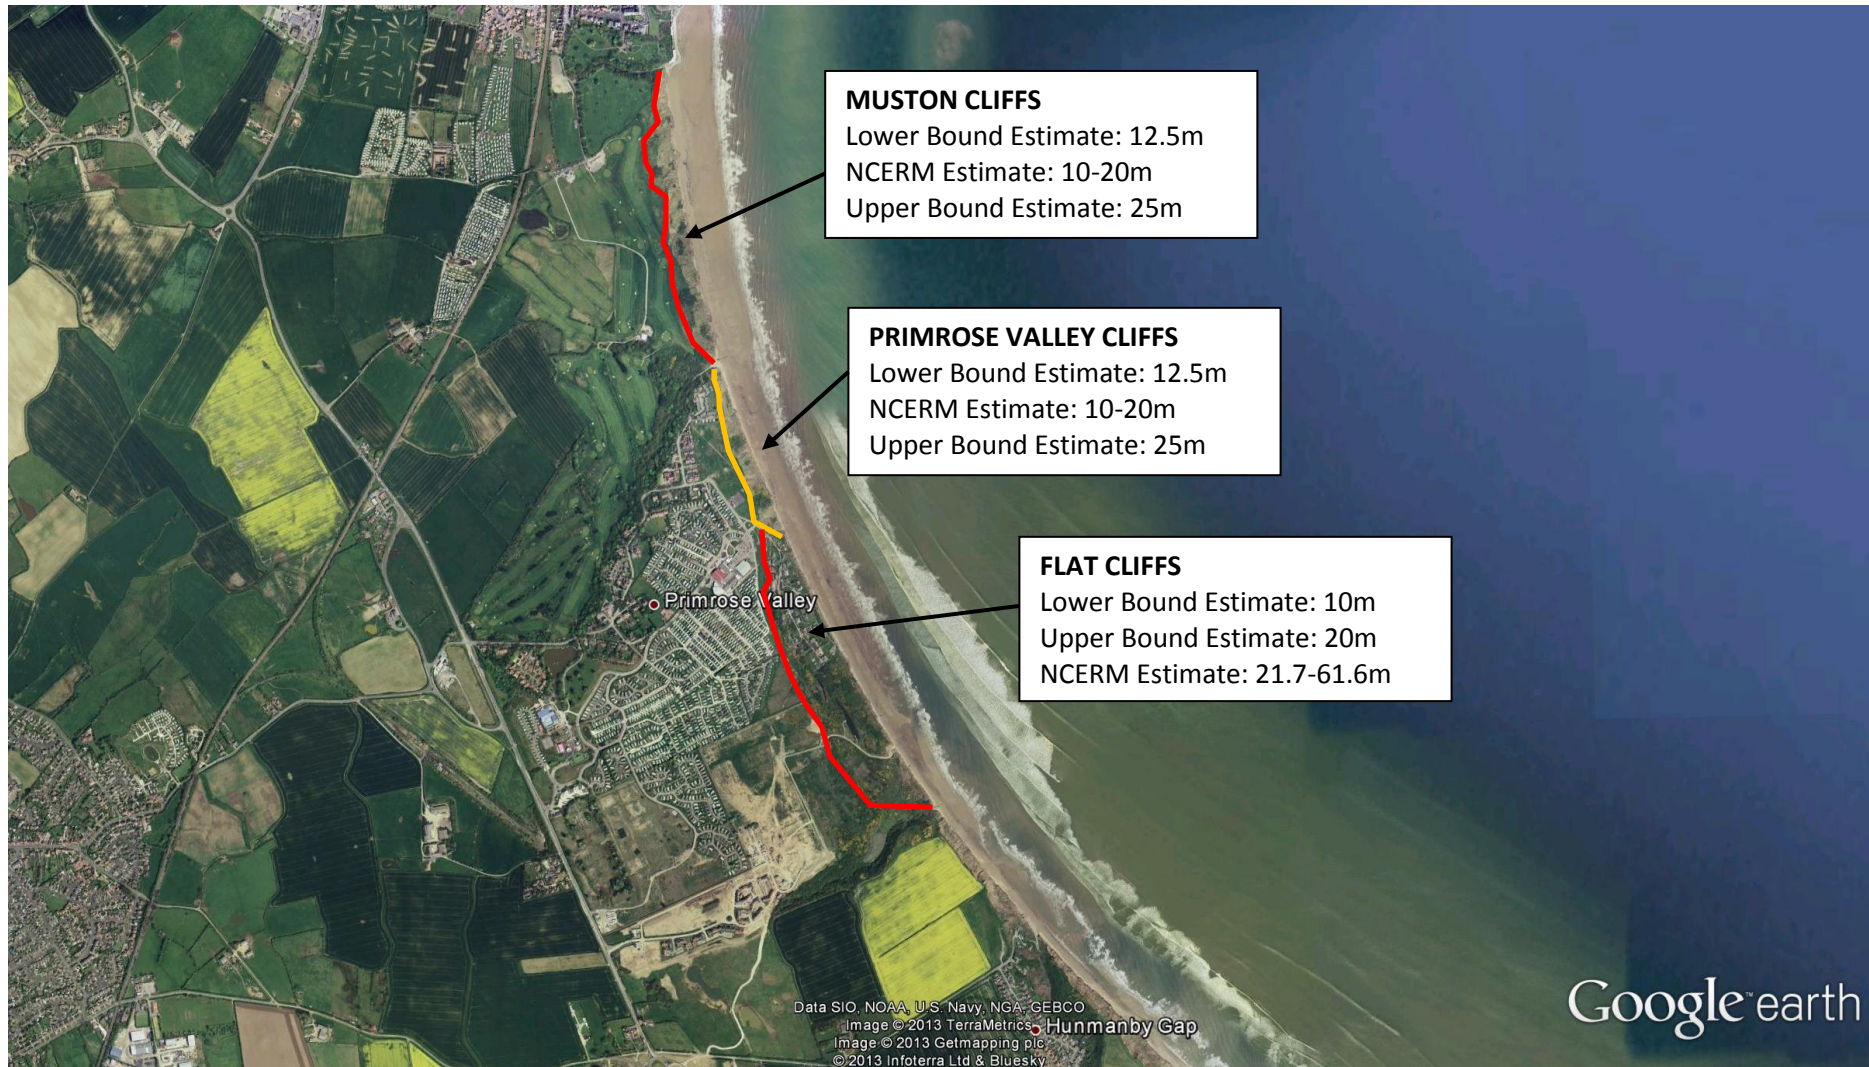 MUSTON CLIFFS
Lower Bound Estimate: 12.5m
NCERM Estimate: 10-20m
Upper Bound Estimate: 25m
PRIMROSE VALLEY CLIFFS
Lower Bound Estimate: 12.5m
NCERM Estimate: 10-20m
Upper Bound Estimate: 25m
FLAT CLIFFS
Lower Bound Estimate: 10m
Upper Bound Estimate: 20m
NCERM Estimate: 21.7-61.6m
Primrose Valley
Data SIO, NOAA, U.S. Navy, NGA, GEBCO
Image © 2013 TerraMetrics
Hunmanby Gap
Image © 2013 Getmapping plc
© 2013 Infoterra Ltd & Bluesky
Google™ earth